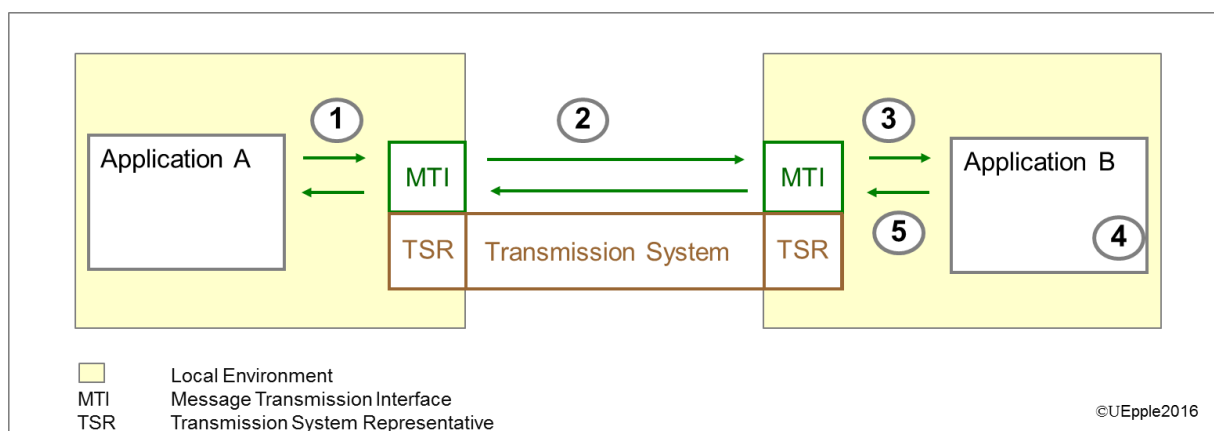 1
2
3
Application A
MTI
MTI
Application B
TSR
Transmission System
TSR
5
4
Local Environment
MTI Message Transmission Interface
TSR Transmission System Representative
©UEpple2016